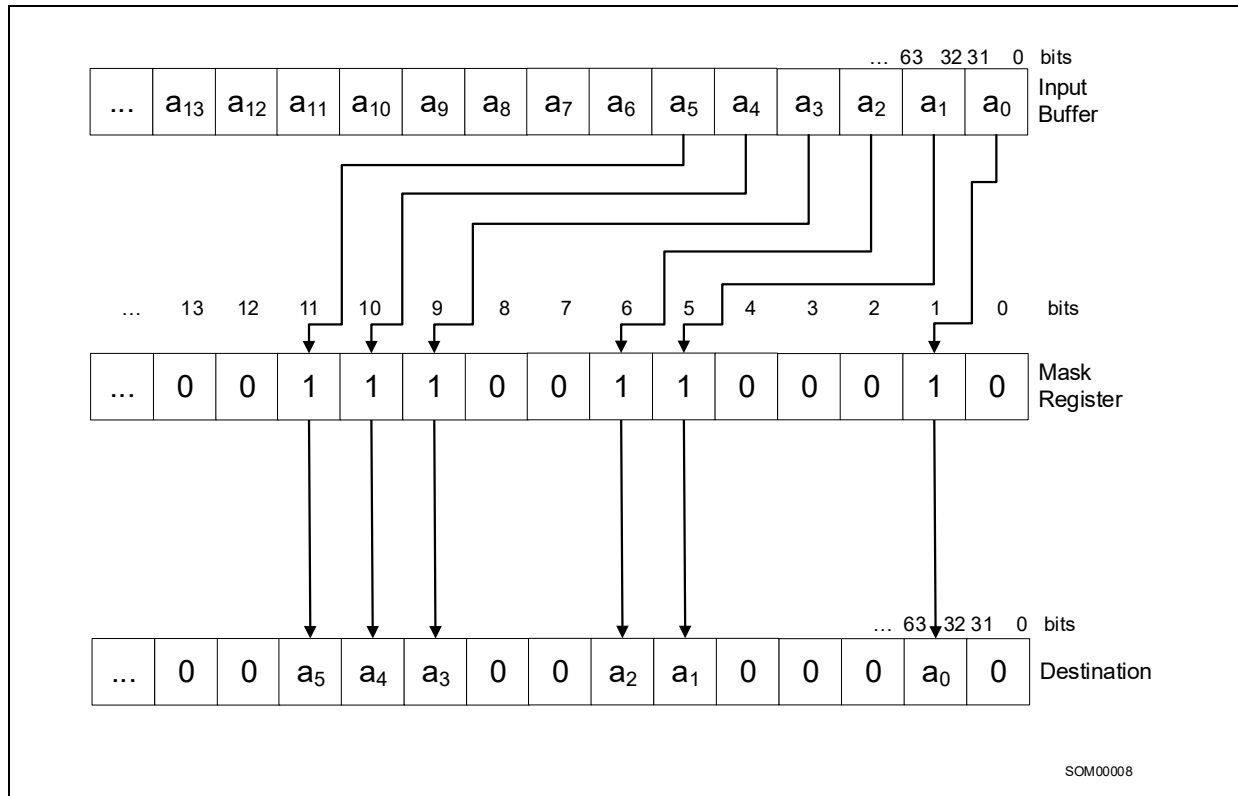 ... 63 32 31 0 bits
... a13 a12 a11 a10 a9 a8 a7 a6 a5 a4 a3 a2 a1 a0 Input Buffer
... 13 12 11 10 9 8 7 6 5 4 3 2 1 0 bits
... 0 0 1 1 1 0 0 1 1 0 0 0 1 0 Mask Register
... 63 32 31 0 bits
... 0 0 a5 a4 a3 0 0 a2 a1 0 0 0 a0 0 Destination
SOM00008